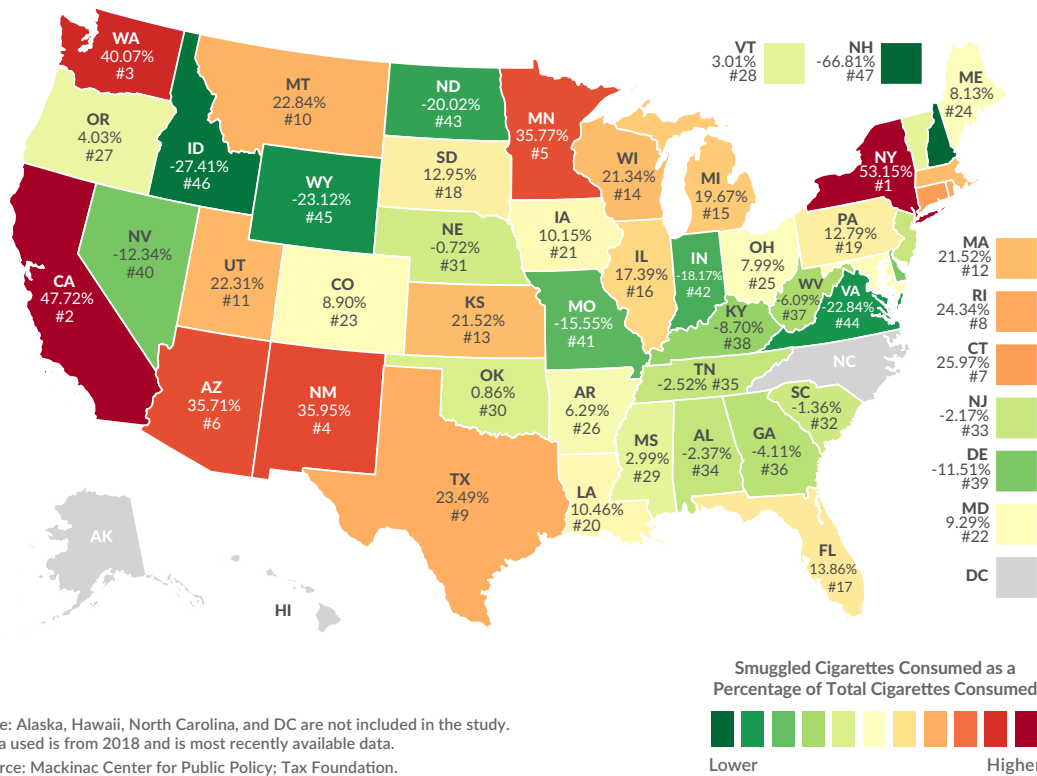 WA
40.07%
#3
MT
22.84%
#10
ND
-20.02%
#43
MN
35.77%
#5
VT
3.01%
#28
NH
-66.81%
#47
ME
8.13%
#24
OR
4.03%
#27
ID
-27.41%
#46
WY
-23.12%
#45
SD
12.95%
#18
WI
21.34%
#14
MI
19.67%
#15
NY
53.15%
#1
NV
-12.34%
#40
UT
22.31%
#11
CO
8.90%
#23
NE
-0.72%
#31
IA
10.15%
#21
IL
17.39%
#16
IN
-18.17%
#42
OH
7.99%
#25
PA
12.79%
#19
CA
47.72%
#2
KS
21.52%
#13
MO
-15.55%
#41
KY
-8.70%
#38
WV
-6.09%
#37
VA
-22.84%
#44
MA
21.52%
#12
RI
24.34%
#8
CT
25.97%
#7
NJ
-2.17%
#33
DE
-11.51%
#39
MD
9.29%
#22
DC
AZ
35.71%
#6
NM
35.95%
#4
OK
0.86%
#30
AR
6.29%
#26
TN
-2.52% #35
NC
SC
-1.36%
#32
MS
2.99%
#29
AL
-2.37%
#34
GA
-4.11%
#36
TX
23.49%
#9
LA
10.46%
#20
FL
13.86%
#17
AK
HI
Smuggled Cigarettes Consumed as a
Percentage of Total Cigarettes Consumed
Lower Higher
e: Alaska, Hawaii, North Carolina, and DC are not included in the study.
a used is from 2018 and is most recently available data.
rce: Mackinac Center for Public Policy; Tax Foundation.